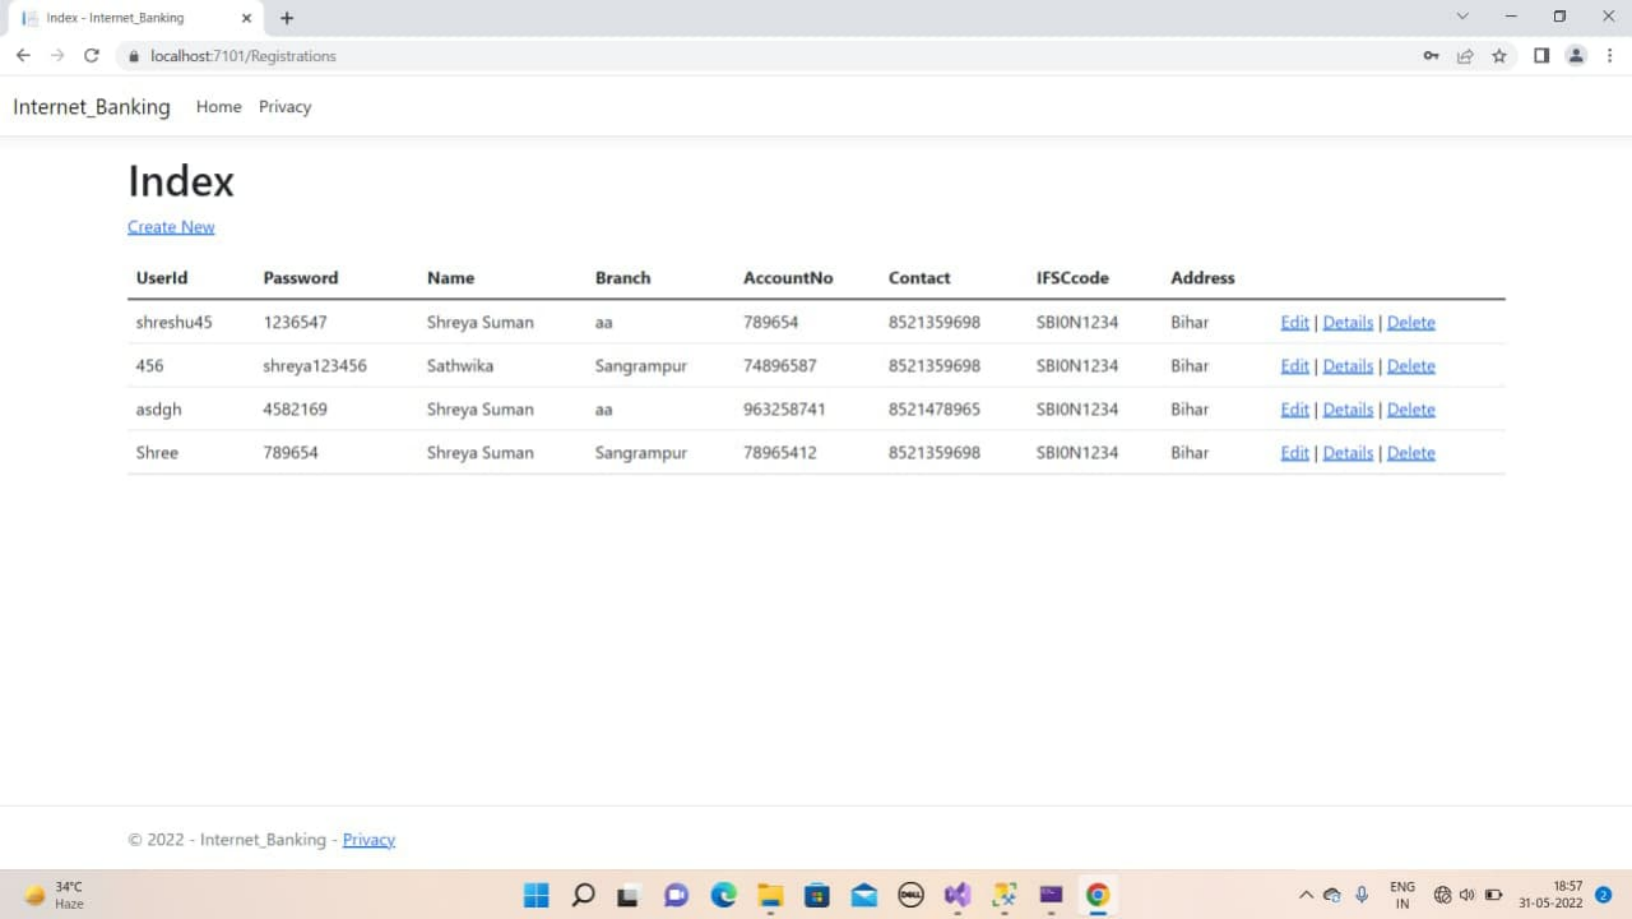 Index - Internet_Banking
localhost:7101/Registrations
Internet_Banking Home Privacy
Index
Create New
UserId Password Name Branch AccountNo Contact IFSCcode Address
shreshu45 1236547 Shreya Suman aa 789654 8521359698 SBI0N1234 Bihar Edit | Details | Delete
456 shreya123456 Sathwika Sangrampur 74896587 8521359698 SBI0N1234 Bihar Edit | Details | Delete
asdgh 4582169 Shreya Suman aa 963258741 8521478965 SBI0N1234 Bihar Edit | Details | Delete
Shree 789654 Shreya Suman Sangrampur 78965412 8521359698 SBI0N1234 Bihar Edit | Details | Delete
© 2022 - Internet_Banking - Privacy
34°C
Haze
DELL
ENG
IN
18:57
31-05-2022
2